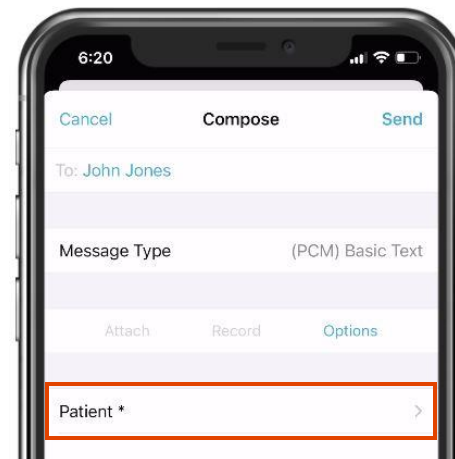 6:20
Cancel Compose Send
To: John Jones
Message Type (PCM) Basic Text
Attach Record Options
Patient *